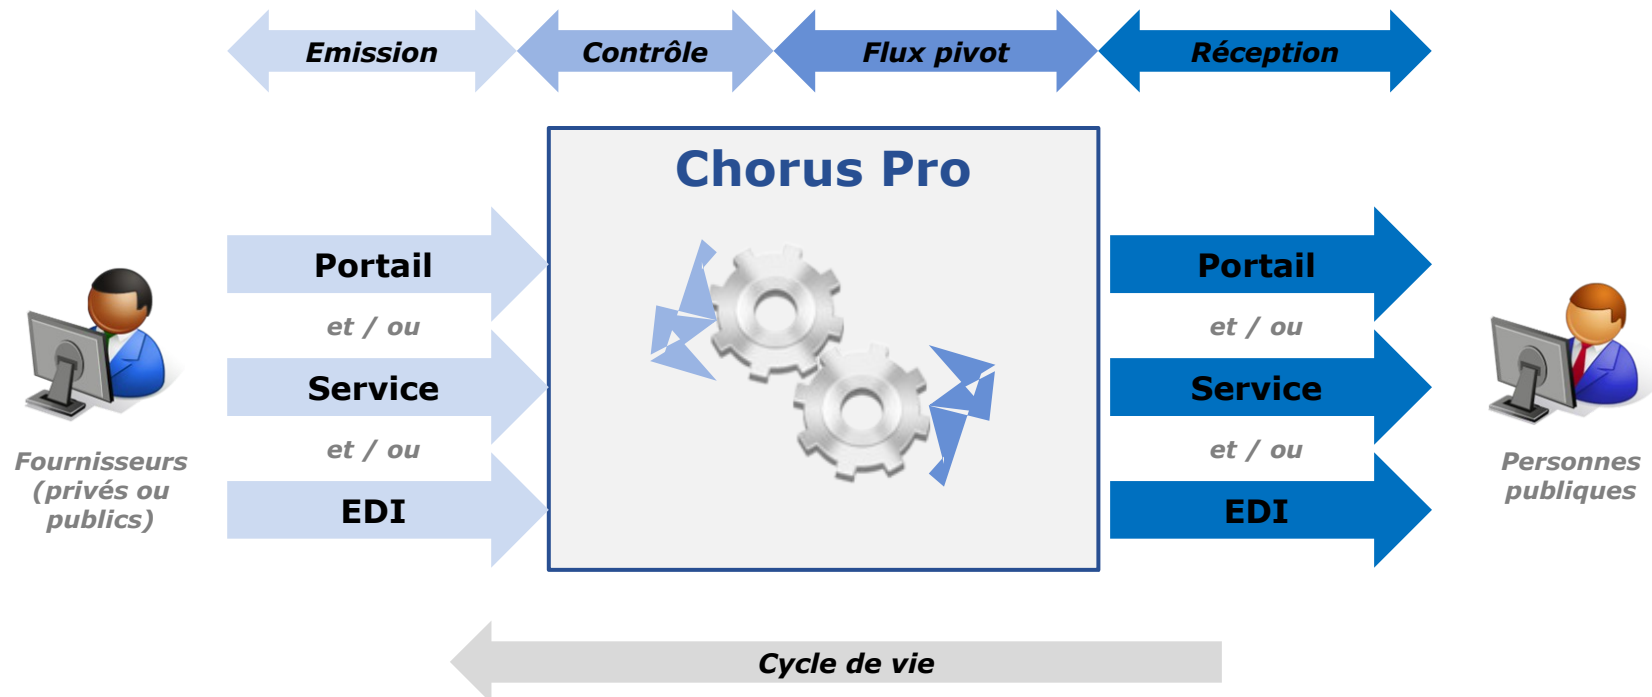 Emission
Contrôle
Flux pivot
Réception
Chorus Pro
Portail
et / ou
Service
et / ou
EDI
Portail
et / ou
Service
et / ou
EDI
Fournisseurs
(privés ou
publics)
Personnes
publiques
Cycle de vie